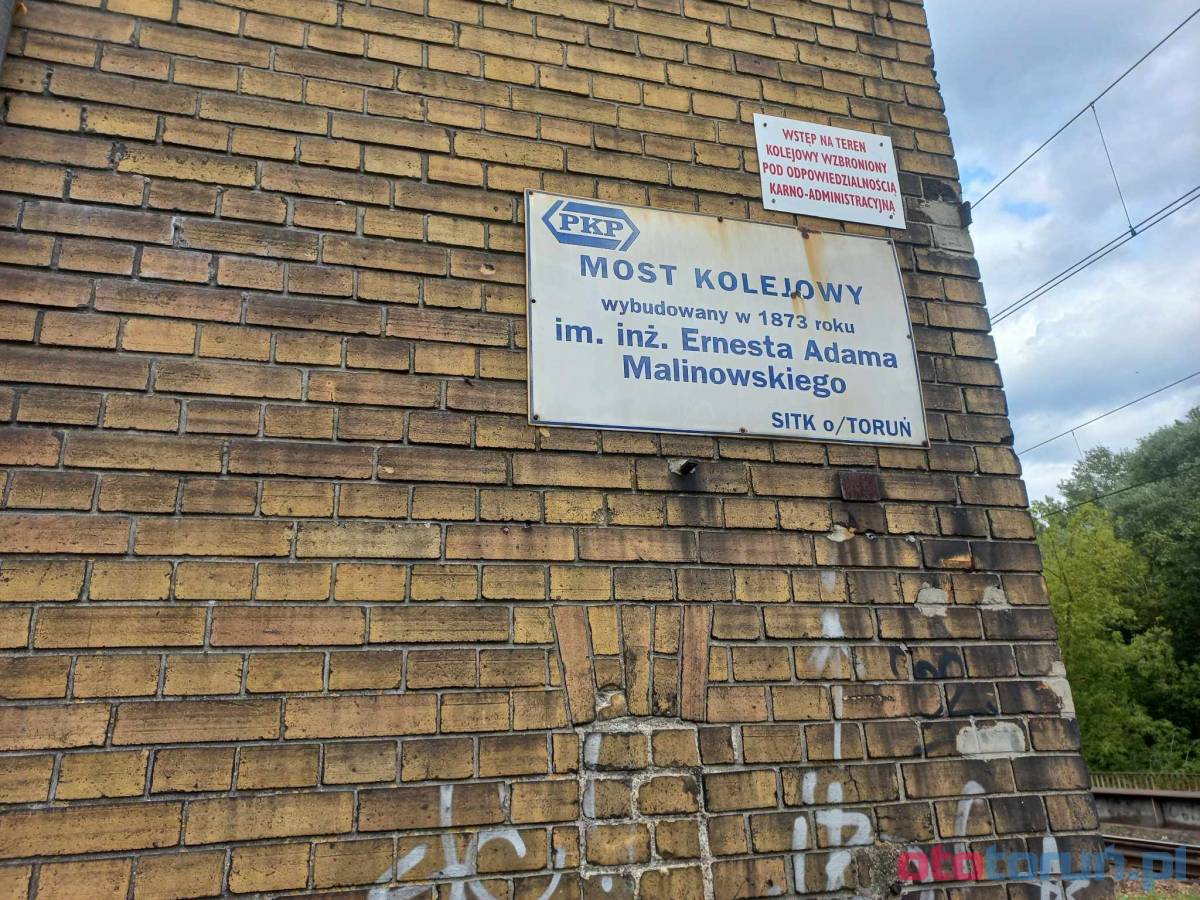 WSTĘP NA TEREN
KOLEJOWY WZBRONIONY
POD ODPOWIEDZIALNOŚCIĄ
KARNO-ADMINISTRACYJNĄ
PKP
MOST KOLEJOWY
wybudowany w 1873 roku
im. inż. Ernesta Adama
Malinowskiego
SITK o/TORUŃ
ototoruń.pl